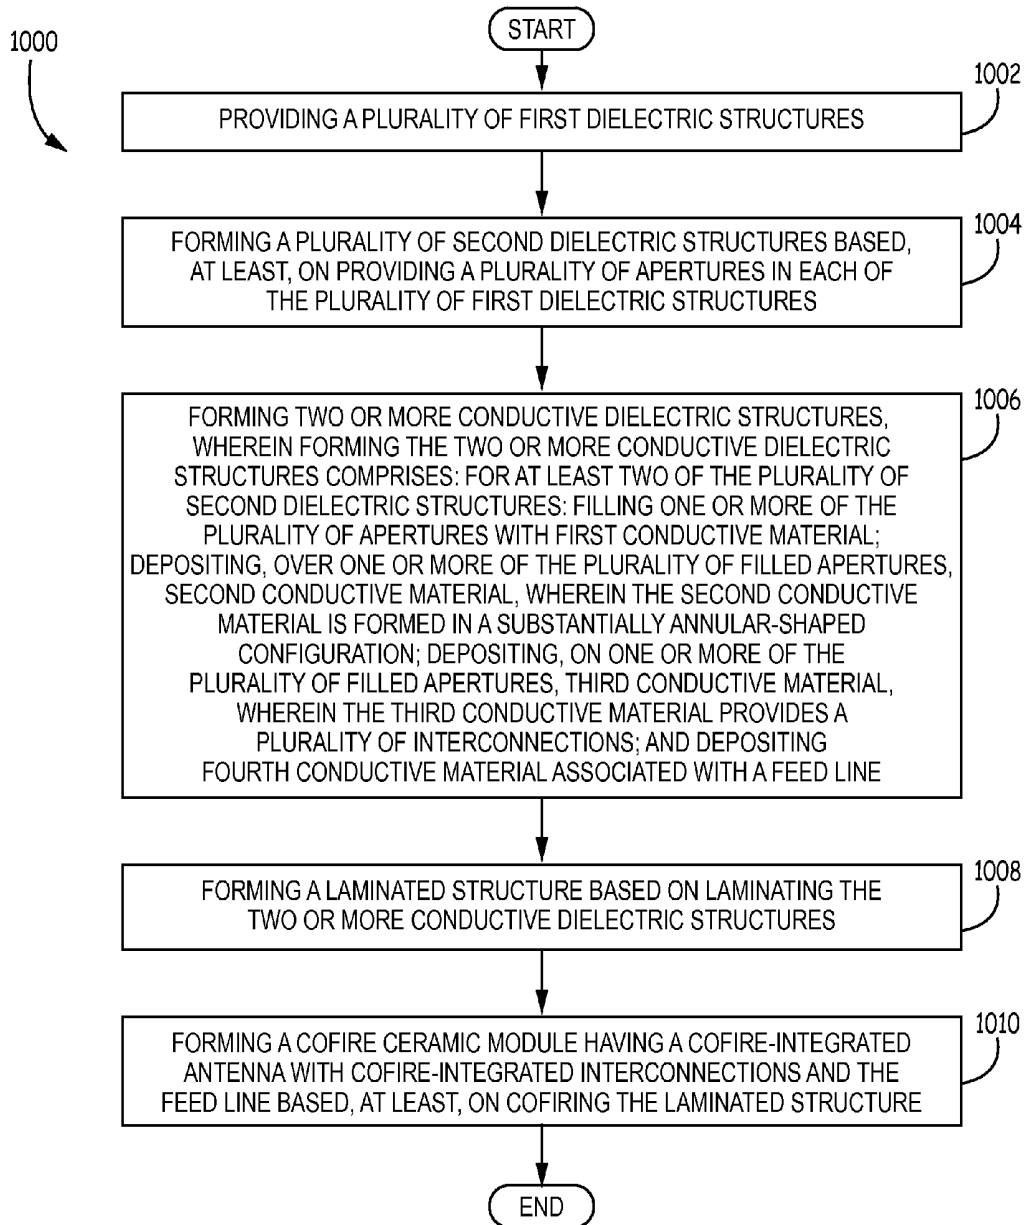 START
1000
1002
PROVIDING A PLURALITY OF FIRST DIELECTRIC STRUCTURES
1004
FORMING A PLURALITY OF SECOND DIELECTRIC STRUCTURES BASED,
AT LEAST, ON PROVIDING A PLURALITY OF APERTURES IN EACH OF
THE PLURALITY OF FIRST DIELECTRIC STRUCTURES
1006
FORMING TWO OR MORE CONDUCTIVE DIELECTRIC STRUCTURES,
WHEREIN FORMING THE TWO OR MORE CONDUCTIVE DIELECTRIC
STRUCTURES COMPRISES: FOR AT LEAST TWO OF THE PLURALITY OF
SECOND DIELECTRIC STRUCTURES: FILLING ONE OR MORE OF THE
PLURALITY OF APERTURES WITH FIRST CONDUCTIVE MATERIAL;
DEPOSITING, OVER ONE OR MORE OF THE PLURALITY OF FILLED APERTURES,
SECOND CONDUCTIVE MATERIAL, WHEREIN THE SECOND CONDUCTIVE
MATERIAL IS FORMED IN A SUBSTANTIALLY ANNULAR-SHAPED
CONFIGURATION; DEPOSITING, ON ONE OR MORE OF THE
PLURALITY OF FILLED APERTURES, THIRD CONDUCTIVE MATERIAL,
WHEREIN THE THIRD CONDUCTIVE MATERIAL PROVIDES A
PLURALITY OF INTERCONNECTIONS; AND DEPOSITING
FOURTH CONDUCTIVE MATERIAL ASSOCIATED WITH A FEED LINE
1008
FORMING A LAMINATED STRUCTURE BASED ON LAMINATING THE
TWO OR MORE CONDUCTIVE DIELECTRIC STRUCTURES
1010
FORMING A COFIRE CERAMIC MODULE HAVING A COFIRE-INTEGRATED
ANTENNA WITH COFIRE-INTEGRATED INTERCONNECTIONS AND THE
FEED LINE BASED, AT LEAST, ON COFIRING THE LAMINATED STRUCTURE
END